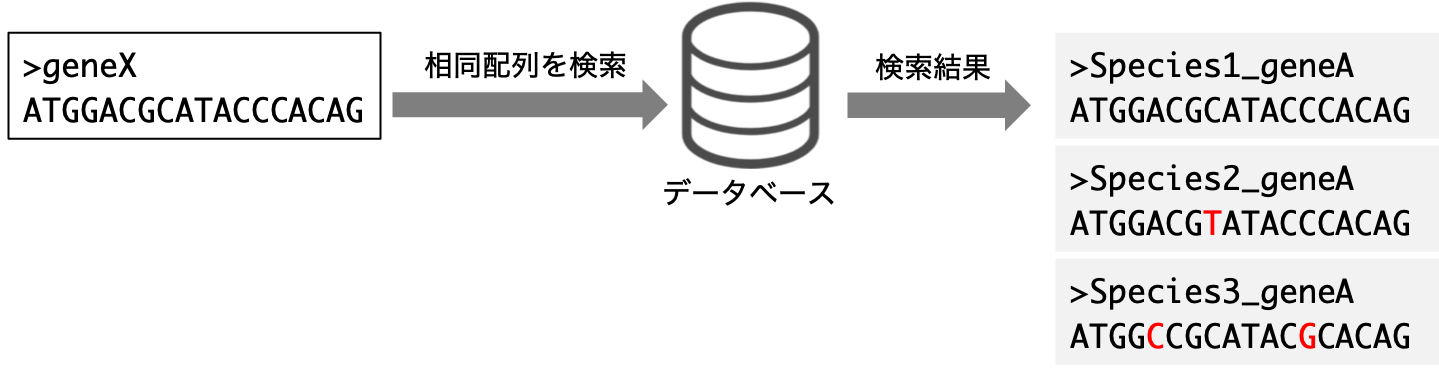 >geneX
ATGGACGCATACCCACAG
相同配列を検索
データベース
検索結果
>Species1_geneA
ATGGACGCATACCCACAG
>Species2_geneA
ATGGACGTATACCCACAG
>Species3_geneA
ATGGCCGCATACGCACAG